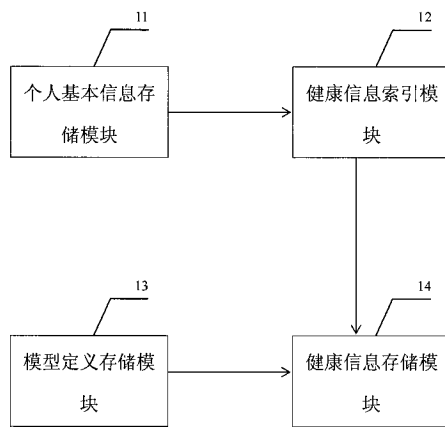 11
12
个人基本信息存
储模块
健康信息索引模
块
13
14
模型定义存储模
块
健康信息存储模
块